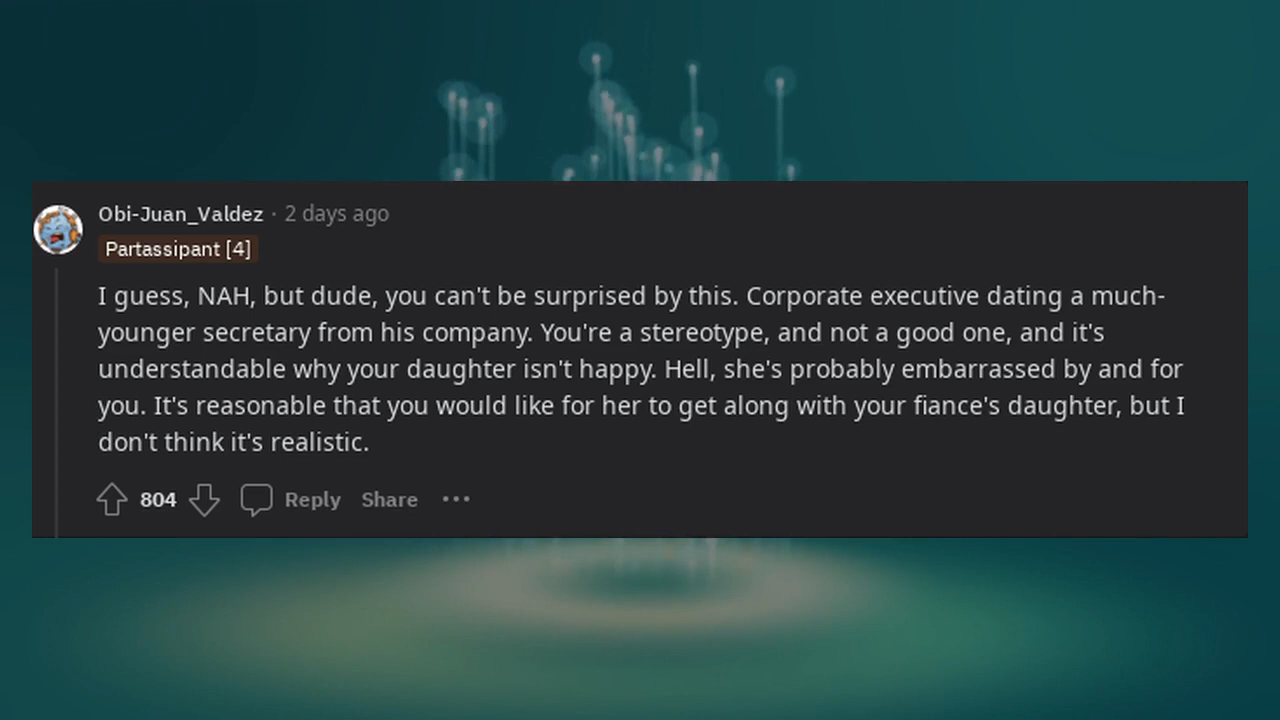 Obi-Juan_Valdez · 2 days ago
Partassipant [4]
I guess, NAH, but dude, you can't be surprised by this. Corporate executive dating a much-
younger secretary from his company. You're a stereotype, and not a good one, and it's
understandable why your daughter isn't happy. Hell, she's probably embarrassed by and for
you. It's reasonable that you would like for her to get along with your fiance's daughter, but I
don't think it's realistic.
804 Reply Share ···